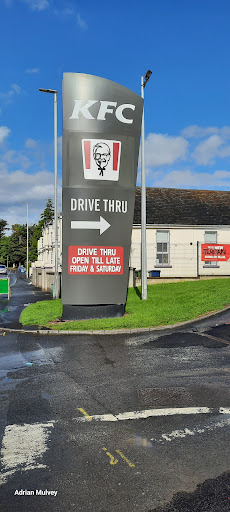 KFC
DRIVE THRU
DRIVE THRU
OPEN TILL LATE
FRIDAY & SATURDAY
Adrian Mulvey